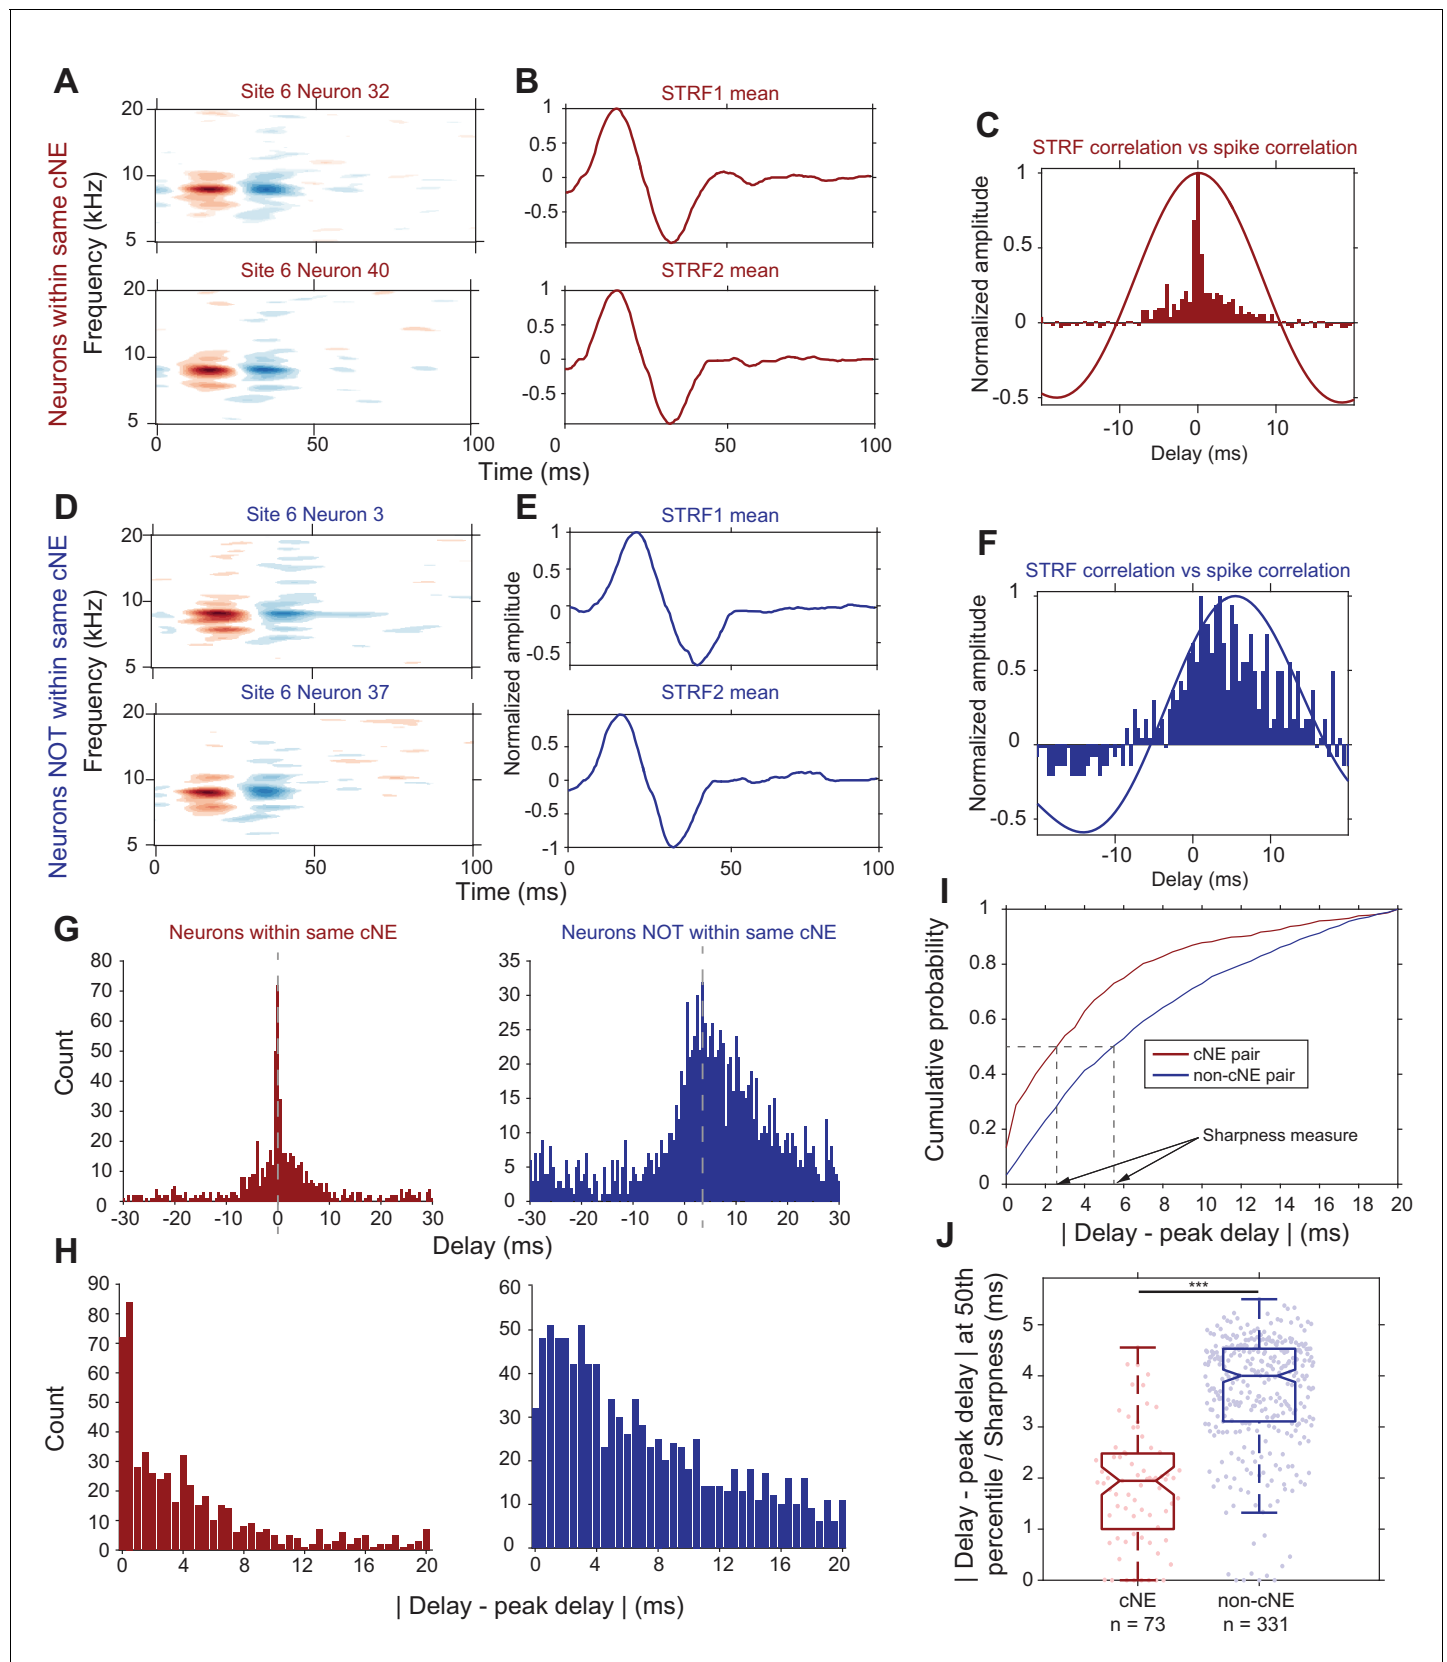 A
Site 6 Neuron 32
20
10
5
Site 6 Neuron 40
20
10
5
0
50
100
Neurons within same cNE
Frequency (kHz)
B
STRF1 mean
1
0.5
0
-0.5
STRF2 mean
1
0.5
0
-0.5
0
50
100
Time (ms)
C
STRF correlation vs spike correlation
1
0.5
0
-0.5
Normalized amplitude
-10
0
10
Delay (ms)
D
Site 6 Neuron 3
20
10
5
Site 6 Neuron 37
20
10
5
0
50
100
Neurons NOT within same cNE
Frequency (kHz)
E
STRF1 mean
1
0.5
0
-0.5
STRF2 mean
0.5
0
-0.5
-1
0
50
100
Normalized amplitude
Time (ms)
F
STRF correlation vs spike correlation
1
0.5
0
-0.5
Normalized amplitude
-10
0
10
Delay (ms)
G
Neurons within same cNE
80
70
60
50
40
30
20
10
0
Count
-30
-20
-10
0
10
20
30
Neurons NOT within same cNE
35
30
25
20
15
10
5
0
-30
-20
-10
0
10
20
30
Delay (ms)
H
90
80
70
60
50
40
30
20
10
0
Count
0
4
8
12
16
20
60
50
40
30
20
10
0
0
4
8
12
16
20
| Delay - peak delay | (ms)
I
1
0.8
0.6
0.4
0.2
0
Cumulative probability
cNE pair
non-cNE pair
Sharpness measure
0
2
4
6
8
10
12
14
16
18
20
| Delay - peak delay | (ms)
J
| Delay - peak delay | at 50th
percentile / Sharpness (ms)
5
4
3
2
1
0
***
cNE
n = 73
non-cNE
n = 331